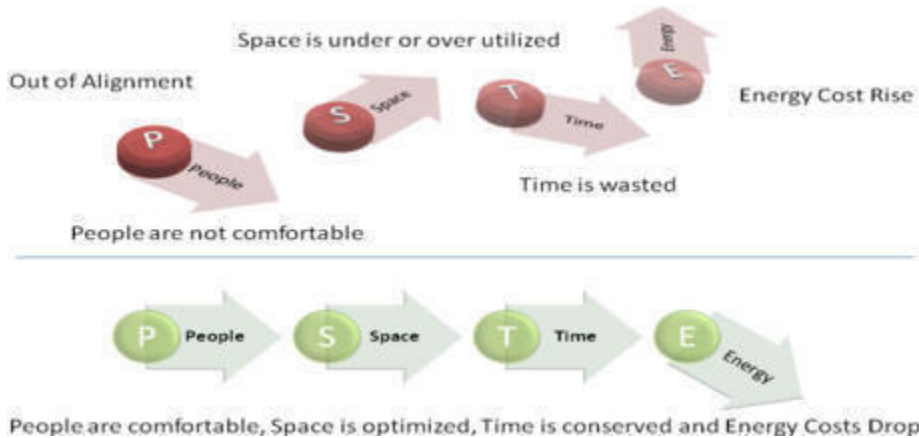 Space is under or over utilized
Energy
E
Out of Alignment
S
Space
T
Time
Energy Cost Rise
P
People
Time is wasted
People are not comfortable
P
People
S
Space
T
Time
E
Energy
People are comfortable, Space is optimized, Time is conserved and Energy Costs Drop